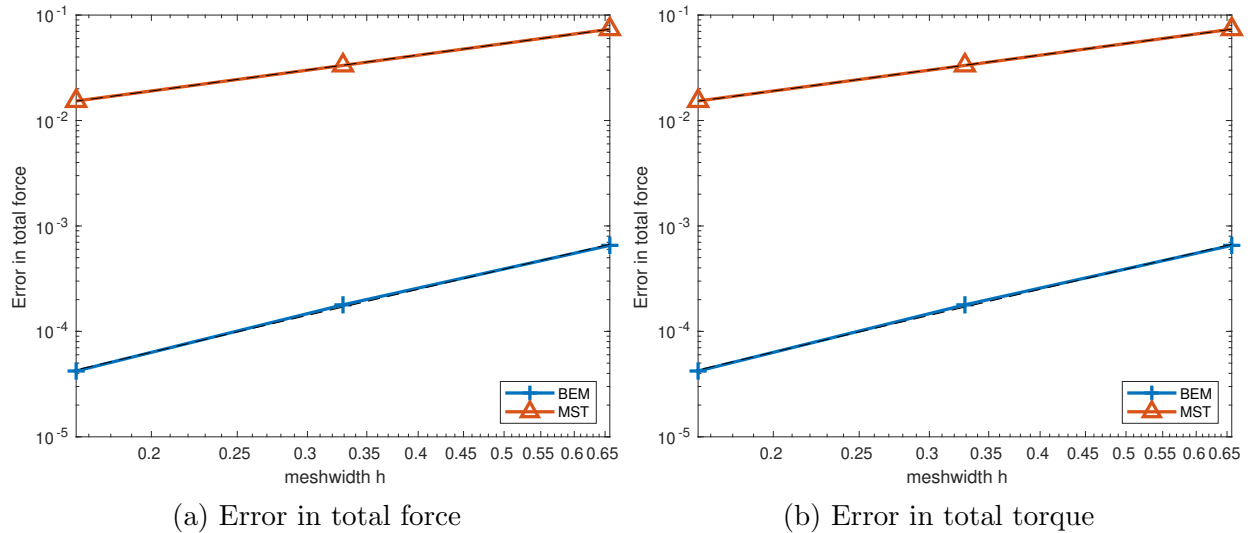 10^-1
10^-2
10^-3
10^-4
10^-5
Error in total force
0.2 0.25 0.3 0.35 0.4 0.45 0.5 0.55 0.6 0.65
meshwidth h
BEM
MST
(a) Error in total force
10^-1
10^-2
10^-3
10^-4
10^-5
Error in total force
0.2 0.25 0.3 0.35 0.4 0.45 0.5 0.55 0.6 0.65
meshwidth h
BEM
MST
(b) Error in total torque